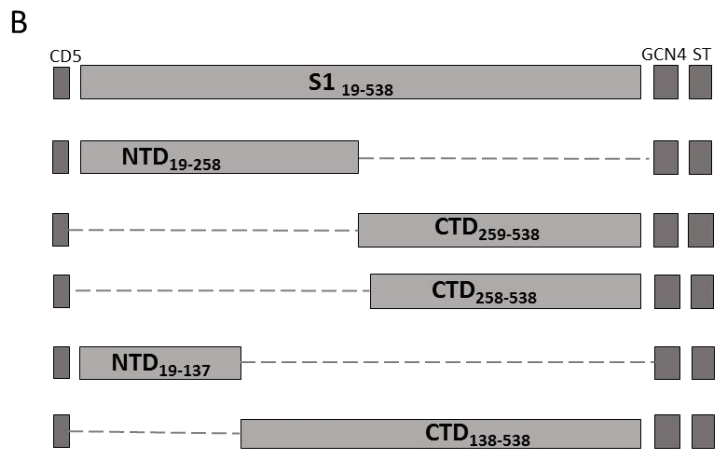 B
CD5 GCN4 ST
S1 19-538
NTD19-258
CTD259-538
CTD258-538
NTD19-137
CTD138-538